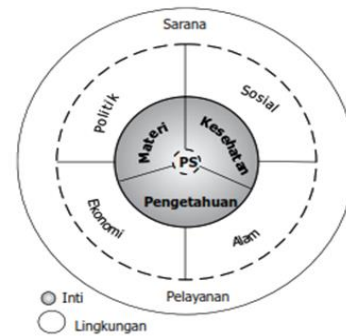 Sarana
Politik
Sosial
Materi
Kesehatan
PS
Pengetahuan
Ekonomi
Alam
Pelayanan
Inti
Lingkungan